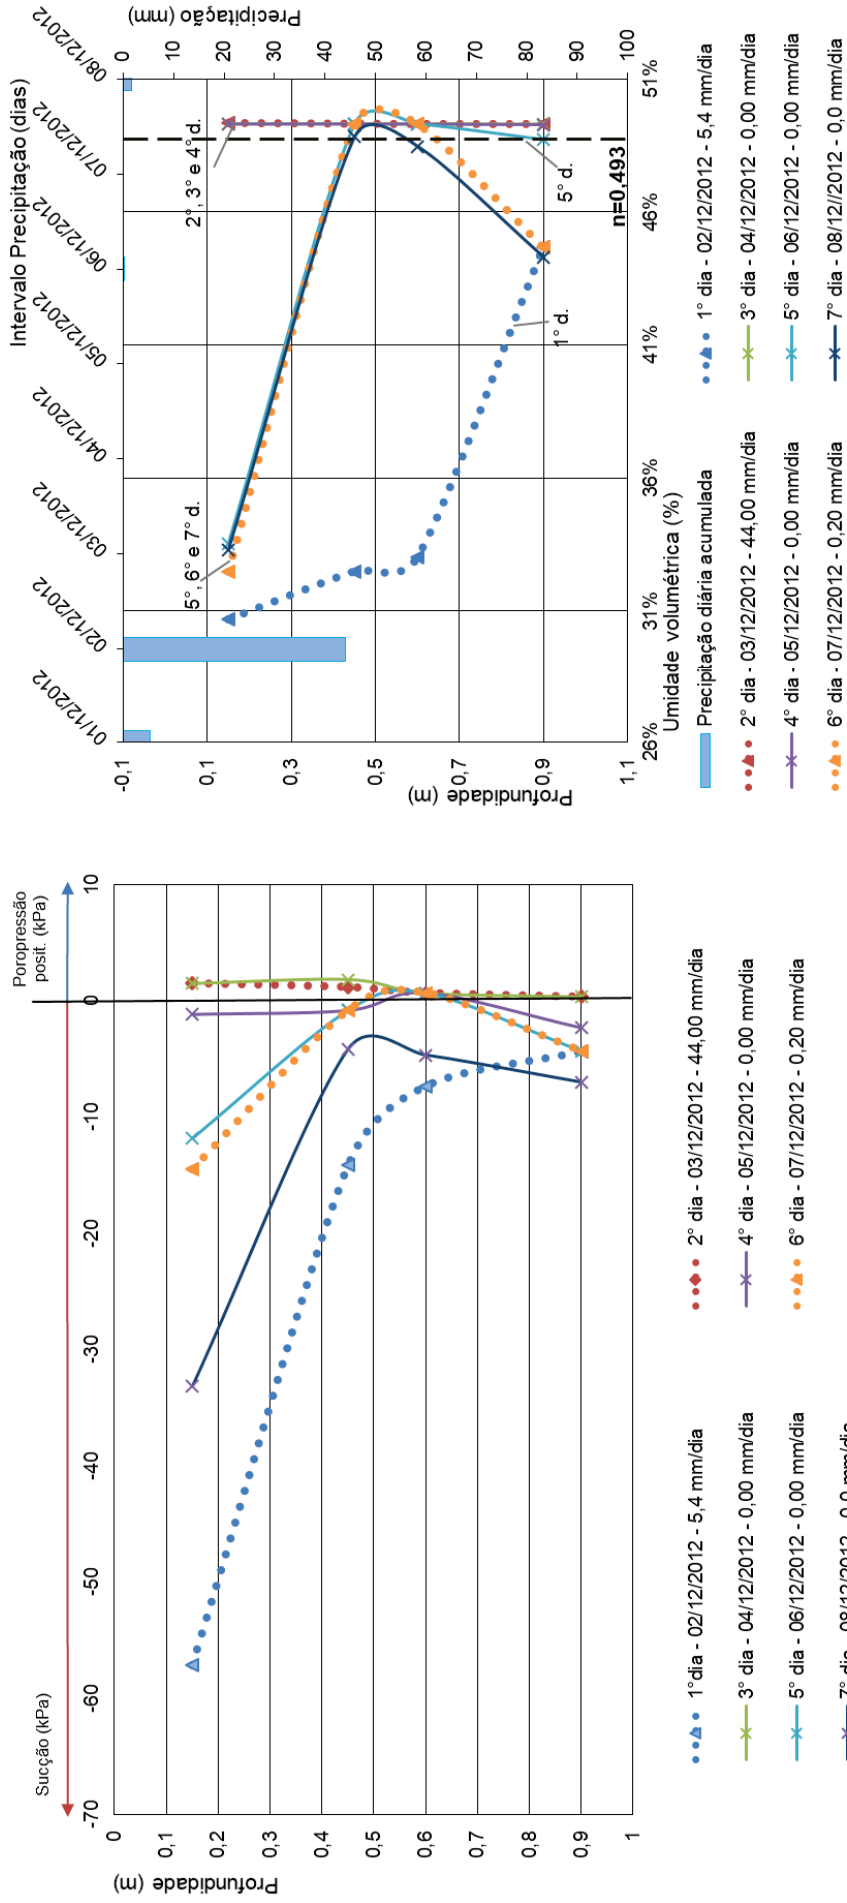 Sucção (kPa)
Poropressão
posit. (kPa)
-70
-60
-50
-40
-30
-20
-10
0
10
0
0,1
0,2
0,3
0,4
0,5
0,6
0,7
0,8
0,9
1
Profundidade (m)
1°dia - 02/12/2012 - 5,4 mm/dia
2° dia - 03/12/2012 - 44,00 mm/dia
3° dia - 04/12/2012 - 0,00 mm/dia
4° dia - 05/12/2012 - 0,00 mm/dia
5° dia - 06/12/2012 - 0,00 mm/dia
6° dia - 07/12/2012 - 0,20 mm/dia
7° dia - 08/12/2012 - 0,0 mm/dia
Intervalo Precipitação (dias)
01/12/2012
02/12/2012
03/12/2012
04/12/2012
05/12/2012
06/12/2012
07/12/2012
08/12/2012
-0,1
0,1
0,3
0,5
0,7
0,9
1,1
Profundidade (m)
0
10
20
30
40
50
60
70
80
90
100
Precipitação (mm)
5°, 6° e 7° d.
2°, 3° e 4° d.
1° d.
5° d.
n=0,493
26%
31%
36%
41%
46%
51%
Umidade volumétrica (%)
Precipitação diária acumulada
1° dia - 02/12/2012 - 5,4 mm/dia
2° dia - 03/12/2012 - 44,00 mm/dia
3° dia - 04/12/2012 - 0,00 mm/dia
4° dia - 05/12/2012 - 0,00 mm/dia
5° dia - 06/12/2012 - 0,00 mm/dia
6° dia - 07/12/2012 - 0,20 mm/dia
7° dia - 08/12//2012 - 0,0 mm/dia